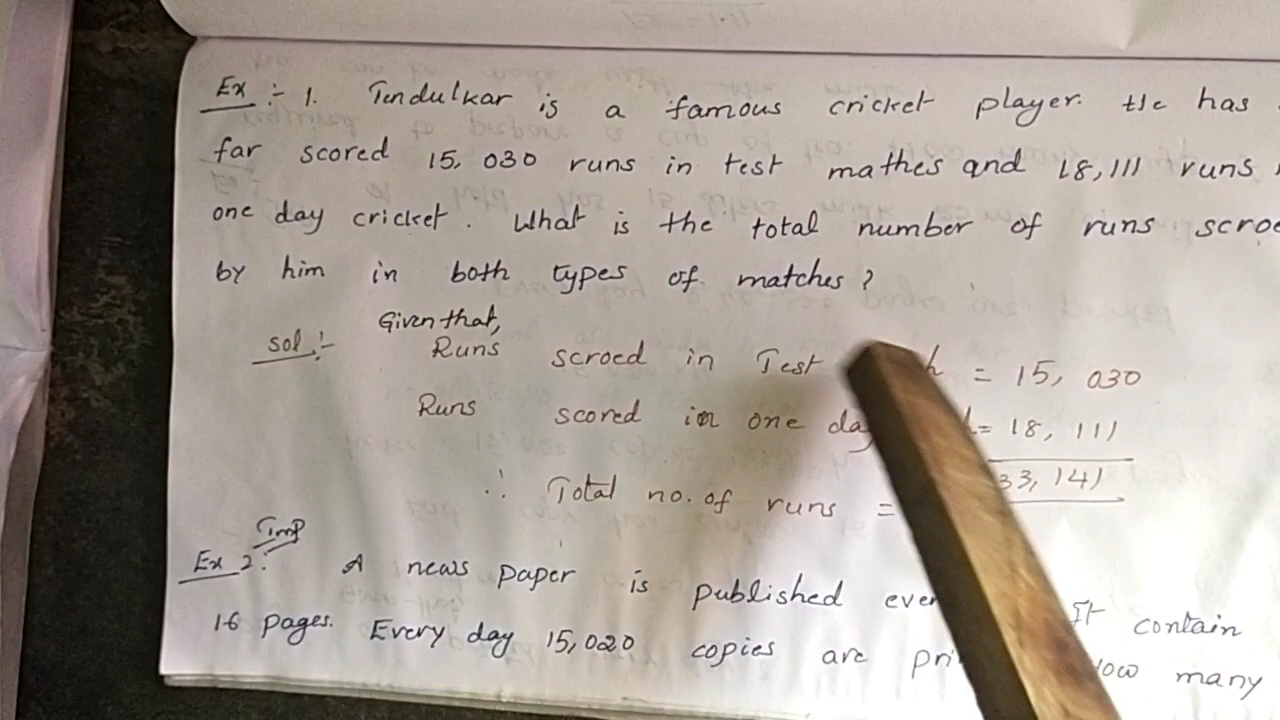 Ex :- 1. Tendulkar is a famous cricket player. He has
far scored 15,030 runs in test mathes and 18,111 runs
one day cricket. What is the total number of runs scroe
by him in both types of matches?
Sol :- Given that,
Runs scroed in Test = 15,030
Runs scored in one day = 18,111
∴ Total no. of runs = 33,141
Ex 2. Imp A news paper is published It contain
16 pages. Every day 15,020 copies are How many